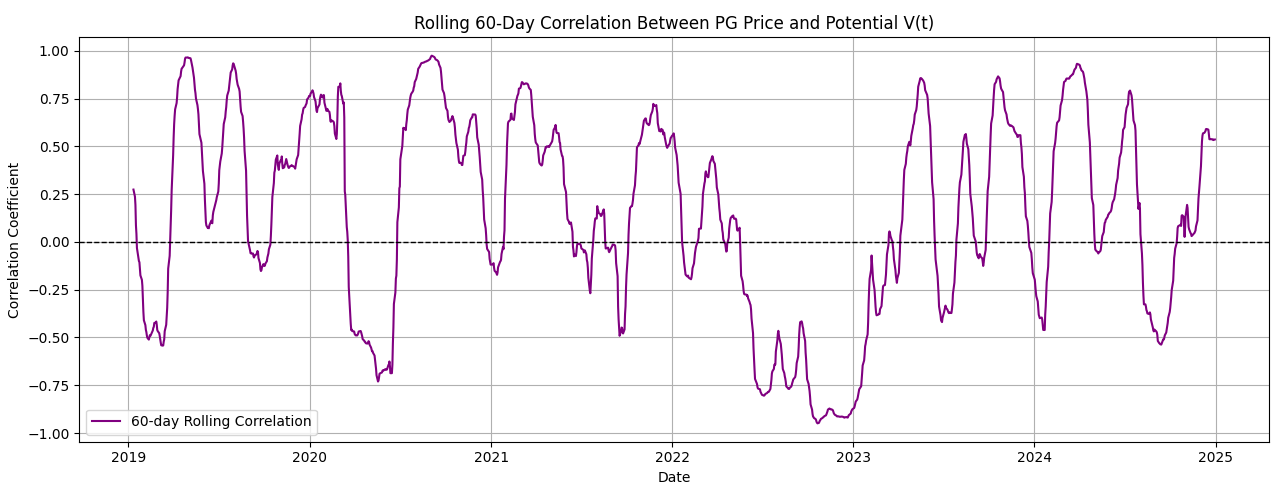 Rolling 60-Day Correlation Between PG Price and Potential V(t)
Correlation Coefficient
1.00
0.75
0.50
0.25
0.00
−0.25
−0.50
−0.75
−1.00
60-day Rolling Correlation
2019 2020 2021 2022 2023 2024 2025
Date